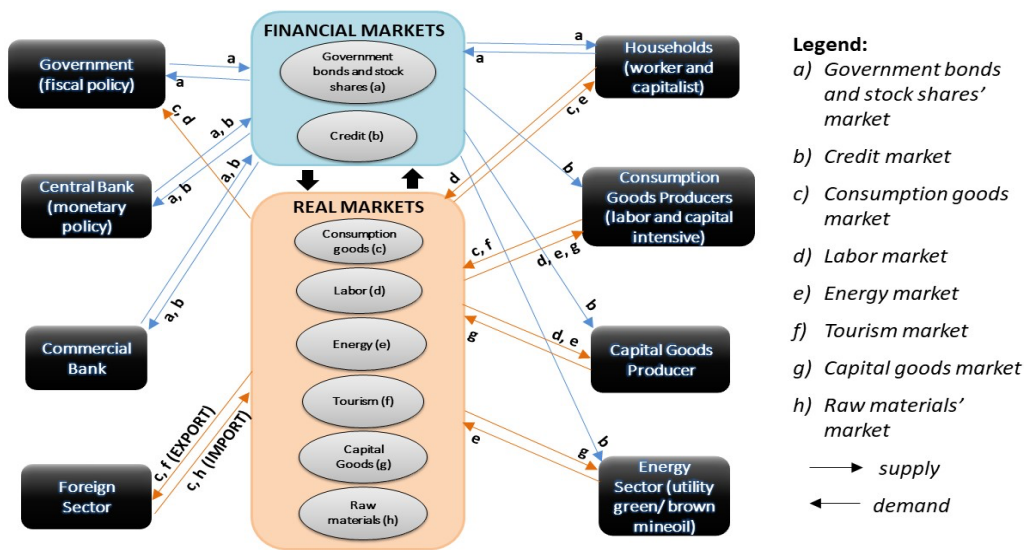 FINANCIAL MARKETS
Government
bonds and stock
shares (a)
Credit (b)
Government
(fiscal policy)
a
a
c, d
Central Bank
(monetary
policy)
a, b
a, b
Commercial
Bank
a, b
a, b
Foreign
Sector
c, f (EXPORT)
c, h (IMPORT)
REAL MARKETS
Consumption
goods (c)
Labor (d)
Energy (e)
Tourism (f)
Capital
Goods (g)
Raw
materials (h)
a
a
Households
(worker and
capitalist)
c, e
d
b
Consumption
Goods Producers
(labor and capital
intensive)
c, f
d, e, g
b
d, e
g
Capital Goods
Producer
b
g
e
Energy
Sector (utility
green/ brown
mineoil)
Legend:
a) Government bonds
and stock shares’
market
b) Credit market
c) Consumption goods
market
d) Labor market
e) Energy market
f) Tourism market
g) Capital goods market
h) Raw materials’
market
supply
demand